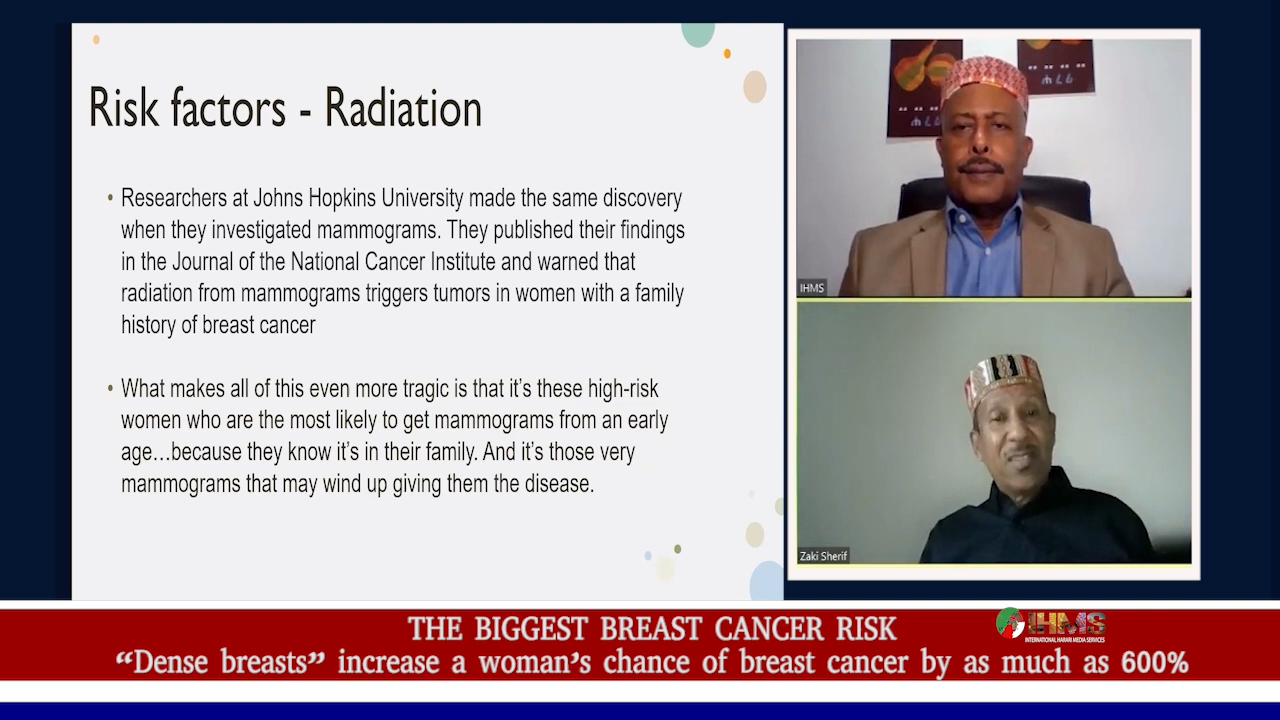 Risk factors - Radiation
• Researchers at Johns Hopkins University made the same discovery
when they investigated mammograms. They published their findings
in the Journal of the National Cancer Institute and warned that
radiation from mammograms triggers tumors in women with a family
history of breast cancer
• What makes all of this even more tragic is that it’s these high-risk
women who are the most likely to get mammograms from an early
age…because they know it’s in their family. And it’s those very
mammograms that may wind up giving them the disease.
ሐረሪ
IHMS
Zaki Sherif
THE BIGGEST BREAST CANCER RISK
IHMS
INTERNATIONAL HARARI MEDIA SERVICES
“Dense breasts” increase a woman’s chance of breast cancer by as much as 600%